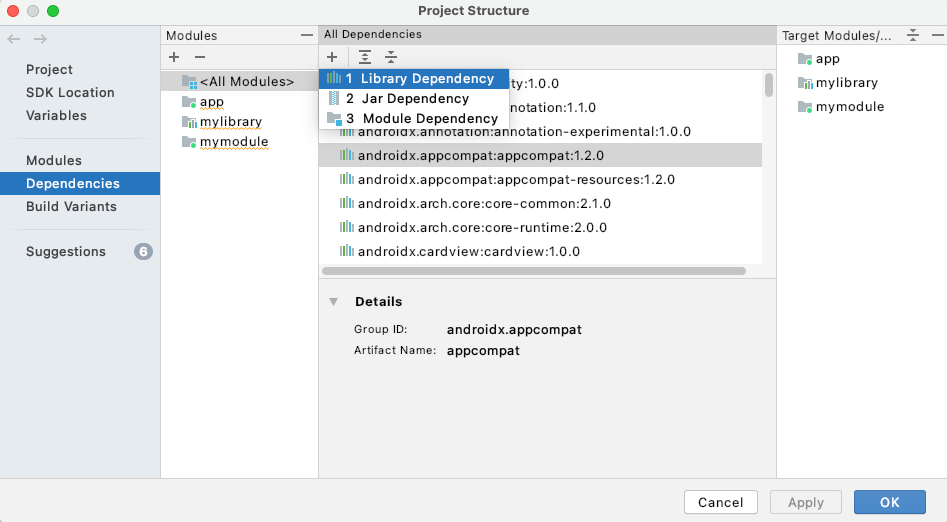 Project Structure
Project
SDK Location
Variables
Modules
Dependencies
Build Variants
Suggestions 6
Modules
<All Modules>
app
mylibrary
mymodule
All Dependencies
1 Library Dependency
2 Jar Dependency
3 Module Dependency
ty:1.0.0
notation:1.1.0
androidx.annotation:annotation-experimental:1.0.0
androidx.appcompat:appcompat:1.2.0
androidx.appcompat:appcompat-resources:1.2.0
androidx.arch.core:core-common:2.1.0
androidx.arch.core:core-runtime:2.0.0
androidx.cardview:cardview:1.0.0
Details
Group ID: androidx.appcompat
Artifact Name: appcompat
Target Modules/...
app
mylibrary
mymodule
Cancel
Apply
OK